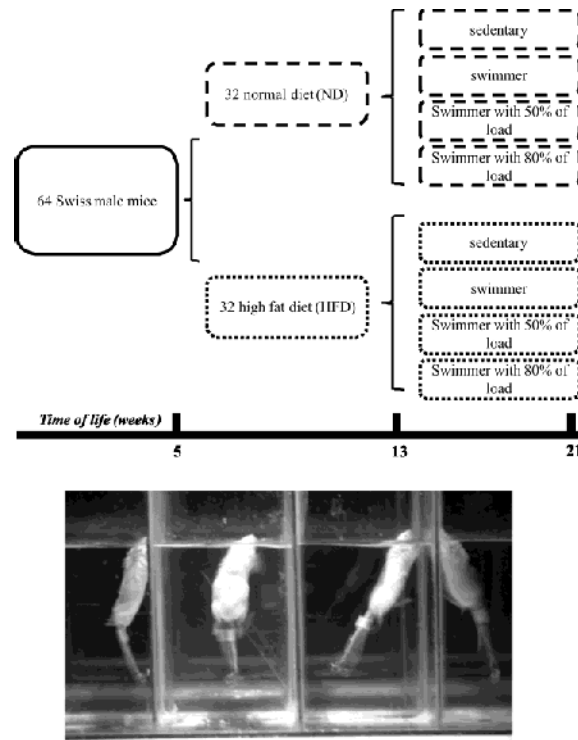 sedentary
32 normal diet (ND)
swimmer
Swimmer with 50% of
load
Swimmer with 80% of
load
64 Swiss male mice
sedentary
32 high fat diet (HFD)
swimmer
Swimmer with 50% of
load
Swimmer with 80% of
load
Time of life (weeks)
5 13 21